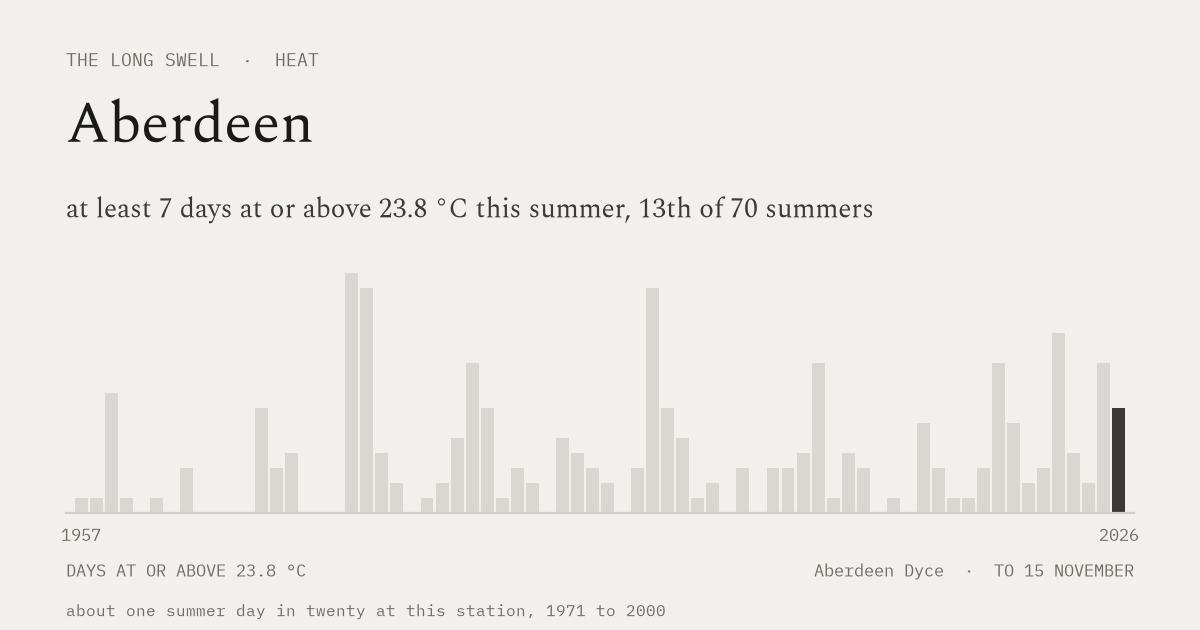 THE LONG SWELL · HEAT
Aberdeen
at least 7 days at or above 23.8 °C this summer, 13th of 70 summers
1957 2026
DAYS AT OR ABOVE 23.8 °C Aberdeen Dyce · TO 15 NOVEMBER
about one summer day in twenty at this station, 1971 to 2000